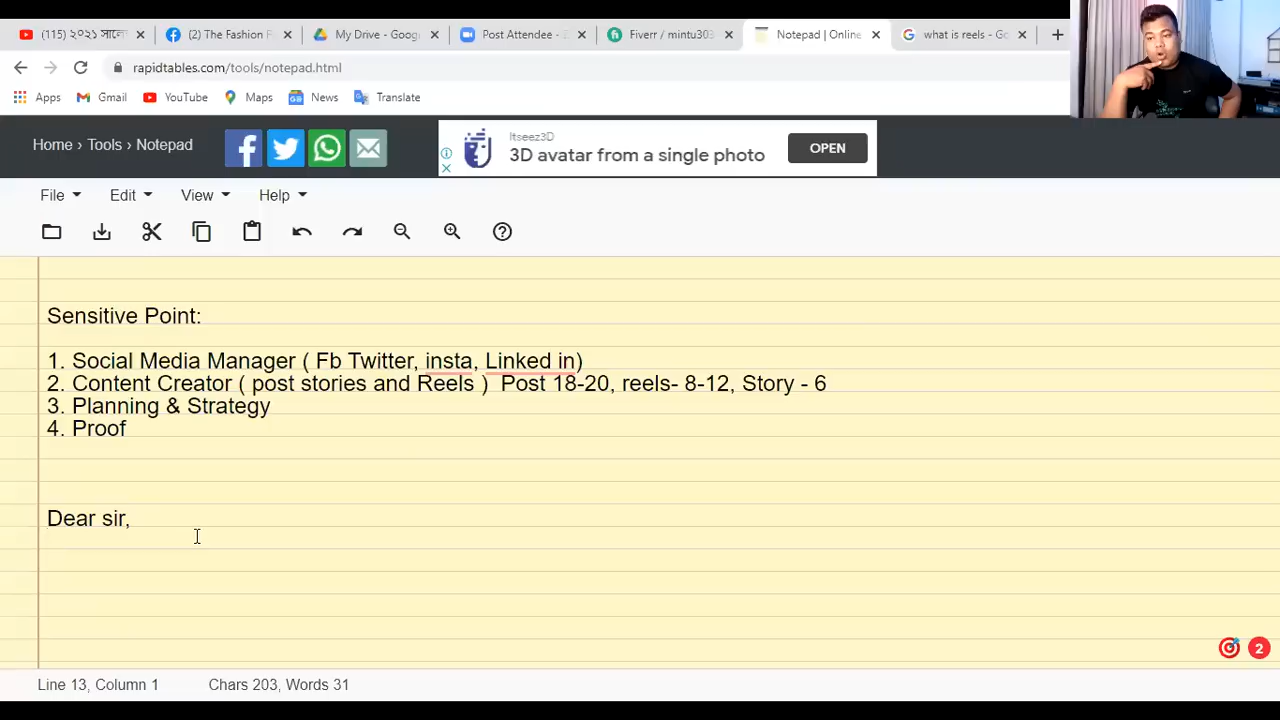 (11) ২০২১ সালে
(2) The Fashion
My Drive - Goog
Post Attendee - 
Fiverr / mintu303
Notepad | Online
what is reels - Go
rapidtables.com/tools/notepad.html
Apps Gmail YouTube Maps News Translate
Home › Tools › Notepad
Itseez3D
3D avatar from a single photo
OPEN
File Edit View Help
Sensitive Point:
1. Social Media Manager ( Fb Twitter, insta, Linked in)
2. Content Creator ( post stories and Reels ) Post 18-20, reels- 8-12, Story - 6
3. Planning & Strategy
4. Proof
Dear sir,
2
Line 13, Column 1 Chars 203, Words 31